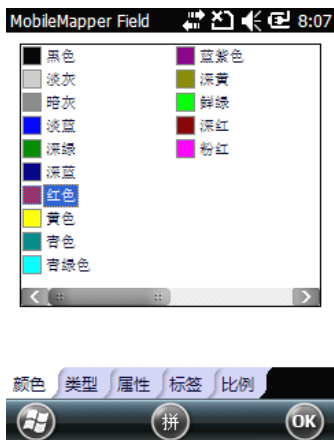 MobileMapper Field 8:07
黑色
淡灰
暗灰
淡蓝
深绿
深蓝
红色
黄色
青色
青绿色
蓝紫色
深黄
鲜绿
深红
粉红
颜色 类型 属性 标签 比例
拼 OK